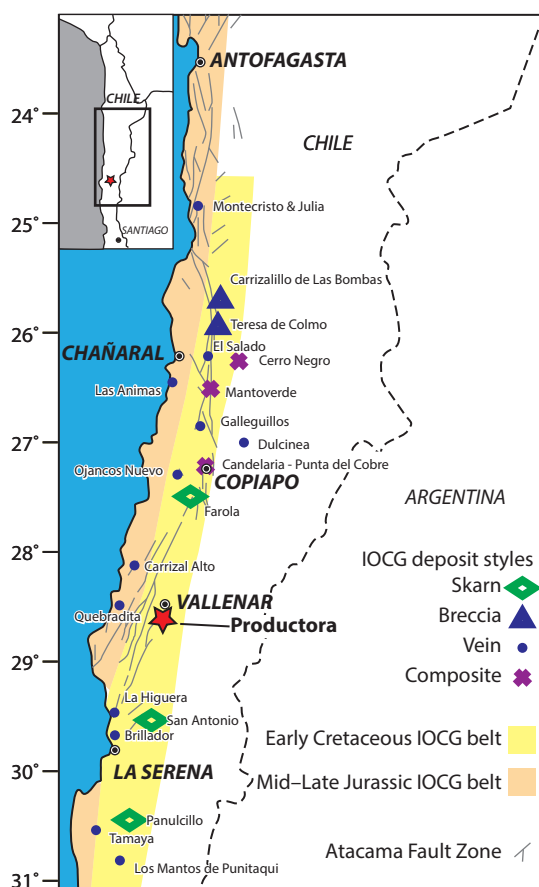 ANTOFAGASTA
24°
CHILE
CHILE
SANTIAGO
25°
Montecristo & Julia
Carrizalillo de Las Bombas
Teresa de Colmo
26°
El Salado
CHAÑARAL
Cerro Negro
Las Animas
Mantoverde
Galleguillos
27°
Dulcinea
Ojancos Nuevo
Candelaria - Punta del Cobre
COPIAPO
ARGENTINA
Farola
28°
Carrizal Alto
IOCG deposit styles
Skarn
VALLENAR
Quebradita
Productora
Breccia
Vein
29°
Composite
La Higuera
San Antonio
Brillador
Early Cretaceous IOCG belt
30°
LA SERENA
Mid–Late Jurassic IOCG belt
Panulcillo
Tamaya
Atacama Fault Zone
Los Mantos de Punitaqui
31°